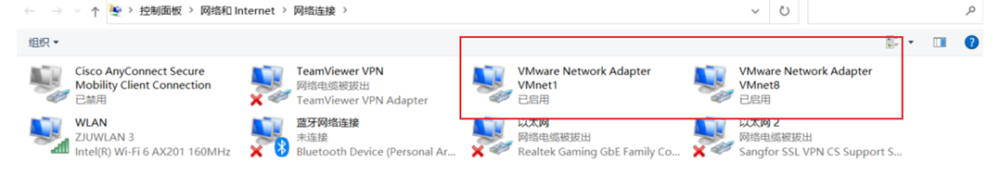 控制面板 > 网络和 Internet > 网络连接 >
组织
Cisco AnyConnect Secure
Mobility Client Connection
已禁用
TeamViewer VPN
网络电缆被拔出
TeamViewer VPN Adapter
VMware Network Adapter
VMnet1
已启用
VMware Network Adapter
VMnet8
已启用
WLAN
ZJUWLAN 3
Intel(R) Wi-Fi 6 AX201 160MHz
蓝牙网络连接
未连接
Bluetooth Device (Personal Ar...
以太网
网络电缆被拔出
Realtek Gaming GbE Family Co...
以太网 2
网络电缆被拔出
Sangfor SSL VPN CS Support S...